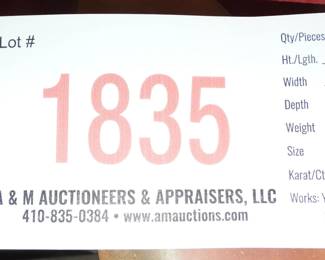 Lot #
1835
A & M AUCTIONEERS & APPRAISERS, LLC
410-835-0384 • www.amauctions.com
Qty/Pieces
Ht./Lgth.
Width
Depth
Weight
Size
Karat/Ct
Works: Y